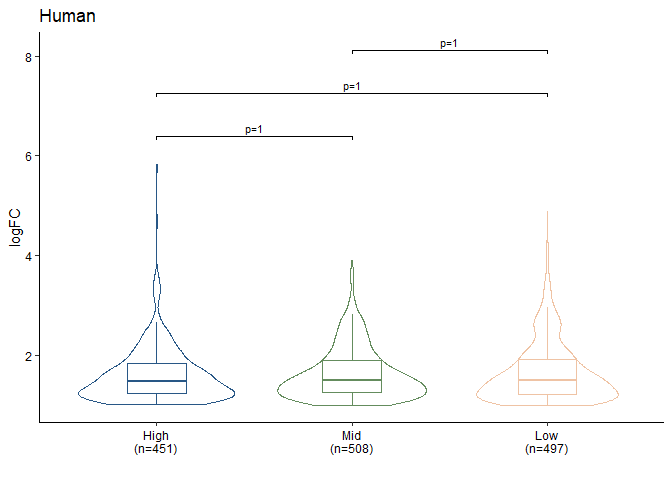 Human
p=1
p=1
p=1
8
6
4
2
logFC
High
(n=451)
Mid
(n=508)
Low
(n=497)